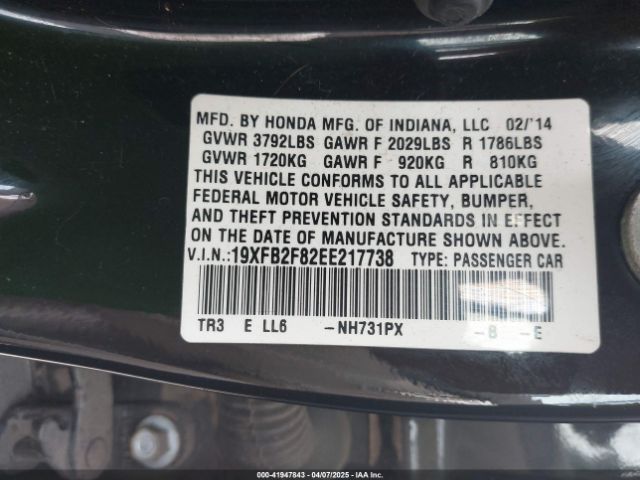 MFD. BY HONDA MFG. OF INDIANA, LLC 02/'14
GVWR 3792LBS GAWR F 2029LBS R 1786LBS
GVWR 1720KG GAWR F 920KG R 810KG
THIS VEHICLE CONFORMS TO ALL APPLICABLE
FEDERAL MOTOR VEHICLE SAFETY, BUMPER,
AND THEFT PREVENTION STANDARDS IN EFFECT
ON THE DATE OF MANUFACTURE SHOWN ABOVE.
V.I.N.:19XFB2F82EE217738 TYPE: PASSENGER CAR
TR3 E LL6 -NH731PX -B -E
000-41947843 04/07/2025 IAA Inc.